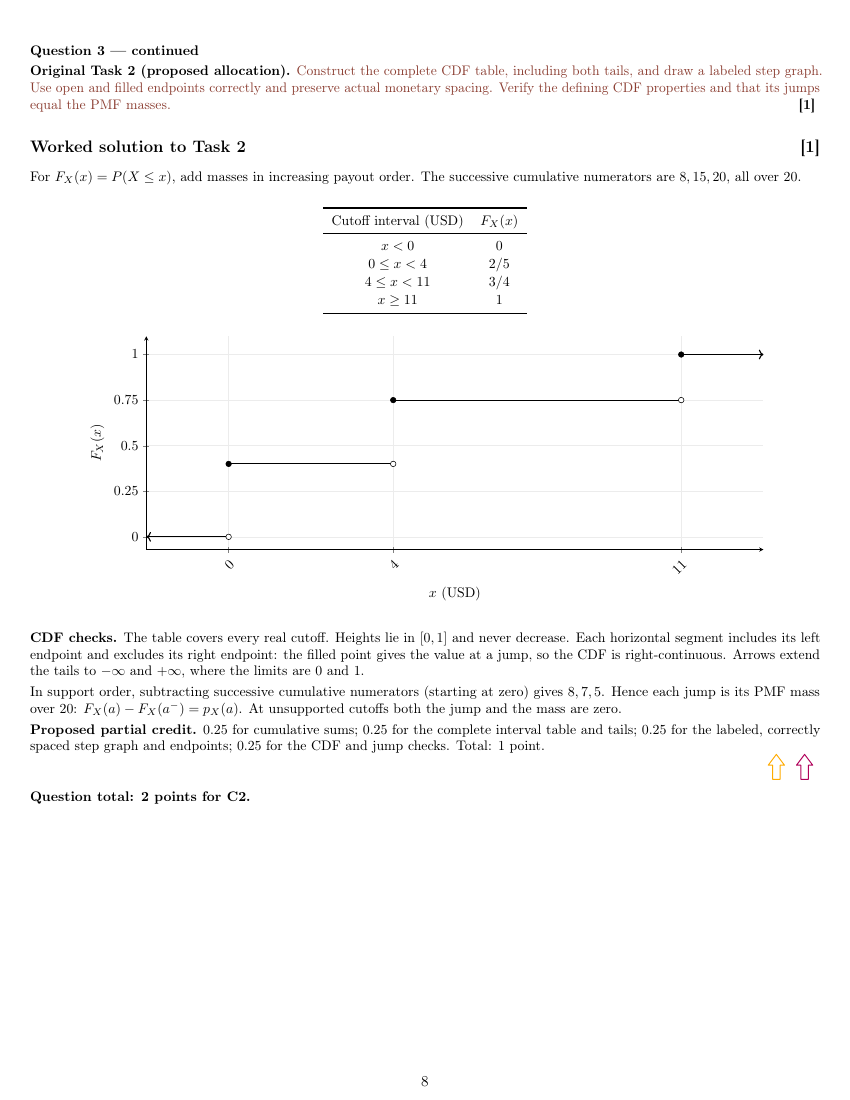 Question 3 — continued
Original Task 2 (proposed allocation). Construct the complete CDF table, including both tails, and draw a labeled step graph.
Use open and filled endpoints correctly and preserve actual monetary spacing. Verify the defining CDF properties and that its jumps
equal the PMF masses. [1]
Worked solution to Task 2 [1]
For F_X(x) = P(X ≤ x), add masses in increasing payout order. The successive cumulative numerators are 8, 15, 20, all over 20.
Cutoff interval (USD) F_X(x)
x < 0 0
0 ≤ x < 4 2/5
4 ≤ x < 11 3/4
x ≥ 11 1
1
0.75
0.5
0.25
0
F_X(x)
0 4 11
x (USD)
CDF checks. The table covers every real cutoff. Heights lie in [0, 1] and never decrease. Each horizontal segment includes its left
endpoint and excludes its right endpoint: the filled point gives the value at a jump, so the CDF is right-continuous. Arrows extend
the tails to −∞ and +∞, where the limits are 0 and 1.
In support order, subtracting successive cumulative numerators (starting at zero) gives 8, 7, 5. Hence each jump is its PMF mass
over 20: F_X(a) − F_X(a⁻) = p_X(a). At unsupported cutoffs both the jump and the mass are zero.
Proposed partial credit. 0.25 for cumulative sums; 0.25 for the complete interval table and tails; 0.25 for the labeled, correctly
spaced step graph and endpoints; 0.25 for the CDF and jump checks. Total: 1 point.
Question total: 2 points for C2.
8